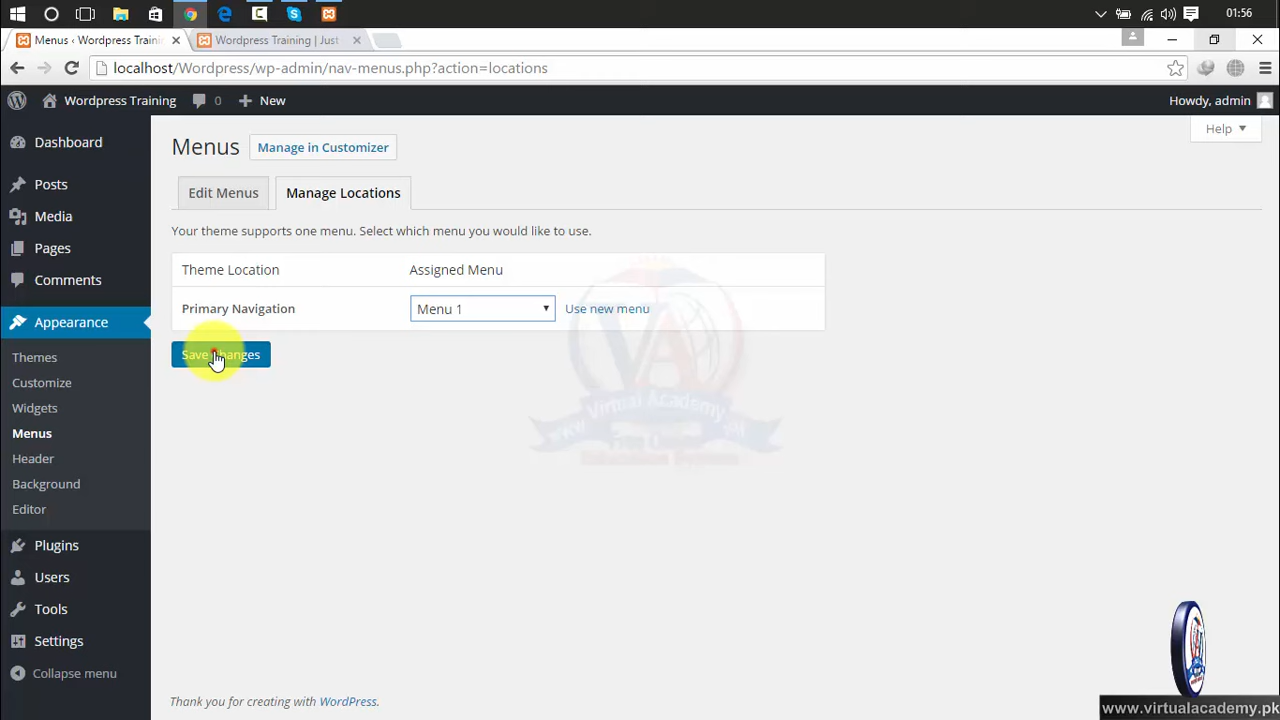 01:56
Menus ‹ Wordpress Traini
Wordpress Training | Just
localhost/Wordpress/wp-admin/nav-menus.php?action=locations
Wordpress Training 0 New Howdy, admin
Help
Dashboard
Posts
Media
Pages
Comments
Appearance
Themes
Customize
Widgets
Menus
Header
Background
Editor
Plugins
Users
Tools
Settings
Collapse menu
Menus Manage in Customizer
Edit Menus Manage Locations
Your theme supports one menu. Select which menu you would like to use.
Theme Location Assigned Menu
Primary Navigation Menu 1 Use new menu
Save Changes
VA
Virtual Academy
Thank you for creating with WordPress.
www.virtualacademy.pk